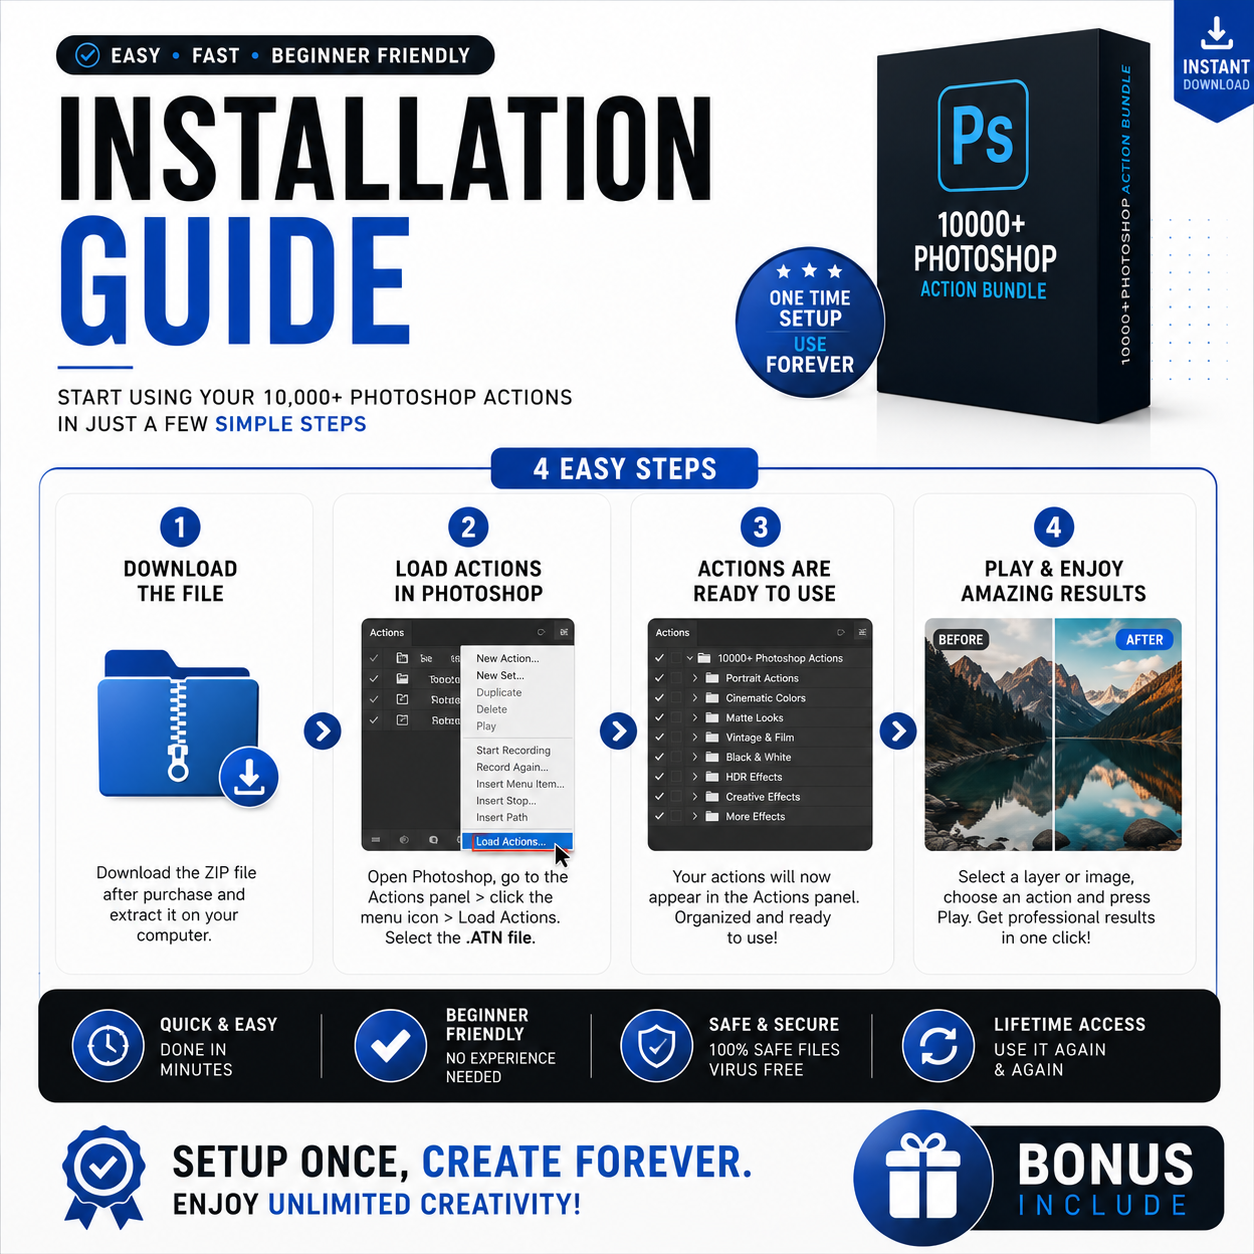 EASY • FAST • BEGINNER FRIENDLY
INSTALLATION
GUIDE
START USING YOUR 10,000+ PHOTOSHOP ACTIONS
IN JUST A FEW SIMPLE STEPS
INSTANT
DOWNLOAD
Ps
10000+
PHOTOSHOP
ACTION BUNDLE
10000+PHOTOSHOP ACTION BUNDLE
ONE TIME
SETUP
USE
FOREVER
4 EASY STEPS
1
DOWNLOAD
THE FILE
Download the ZIP file
after purchase and
extract it on your
computer.
2
LOAD ACTIONS
IN PHOTOSHOP
Actions
New Action...
New Set...
Duplicate
Delete
Play
Start Recording
Record Again...
Insert Menu Item...
Insert Stop...
Insert Path
Load Actions...
Open Photoshop, go to the
Actions panel > click the
menu icon > Load Actions.
Select the .ATN file.
3
ACTIONS ARE
READY TO USE
Actions
10000+ Photoshop Actions
Portrait Actions
Cinematic Colors
Matte Looks
Vintage & Film
Black & White
HDR Effects
Creative Effects
More Effects
Your actions will now
appear in the Actions panel.
Organized and ready
to use!
4
PLAY & ENJOY
AMAZING RESULTS
BEFORE
AFTER
Select a layer or image,
choose an action and press
Play. Get professional results
in one click!
QUICK & EASY
DONE IN
MINUTES
BEGINNER
FRIENDLY
NO EXPERIENCE
NEEDED
SAFE & SECURE
100% SAFE FILES
VIRUS FREE
LIFETIME ACCESS
USE IT AGAIN
& AGAIN
SETUP ONCE, CREATE FOREVER.
ENJOY UNLIMITED CREATIVITY!
BONUS
INCLUDE